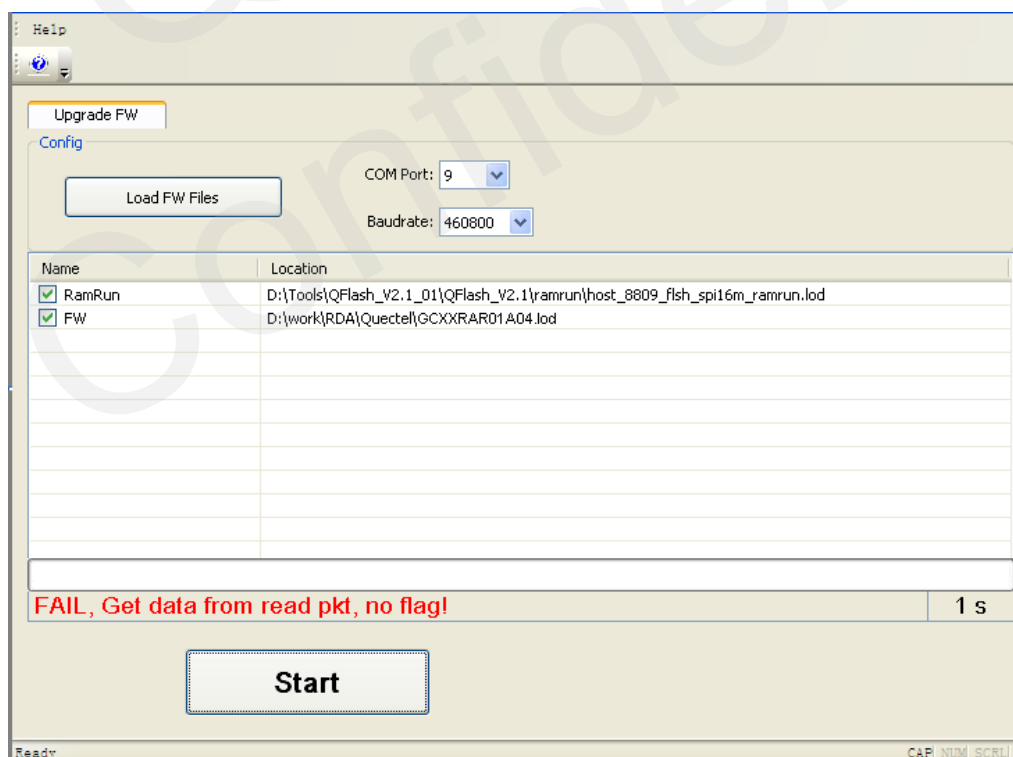 Help
Upgrade FW
Config
Load FW Files
COM Port: 9
Baudrate: 460800
Name Location
RamRun D:\Tools\QFlash_V2.1_01\QFlash_V2.1\ramrun\host_8809_flsh_spi16m_ramrun.lod
FW D:\work\RDA\Quectel\GCXXRAR01A04.lod
FAIL, Get data from read pkt, no flag! 1 s
Start
Ready CAP NUM SCRL
Confide